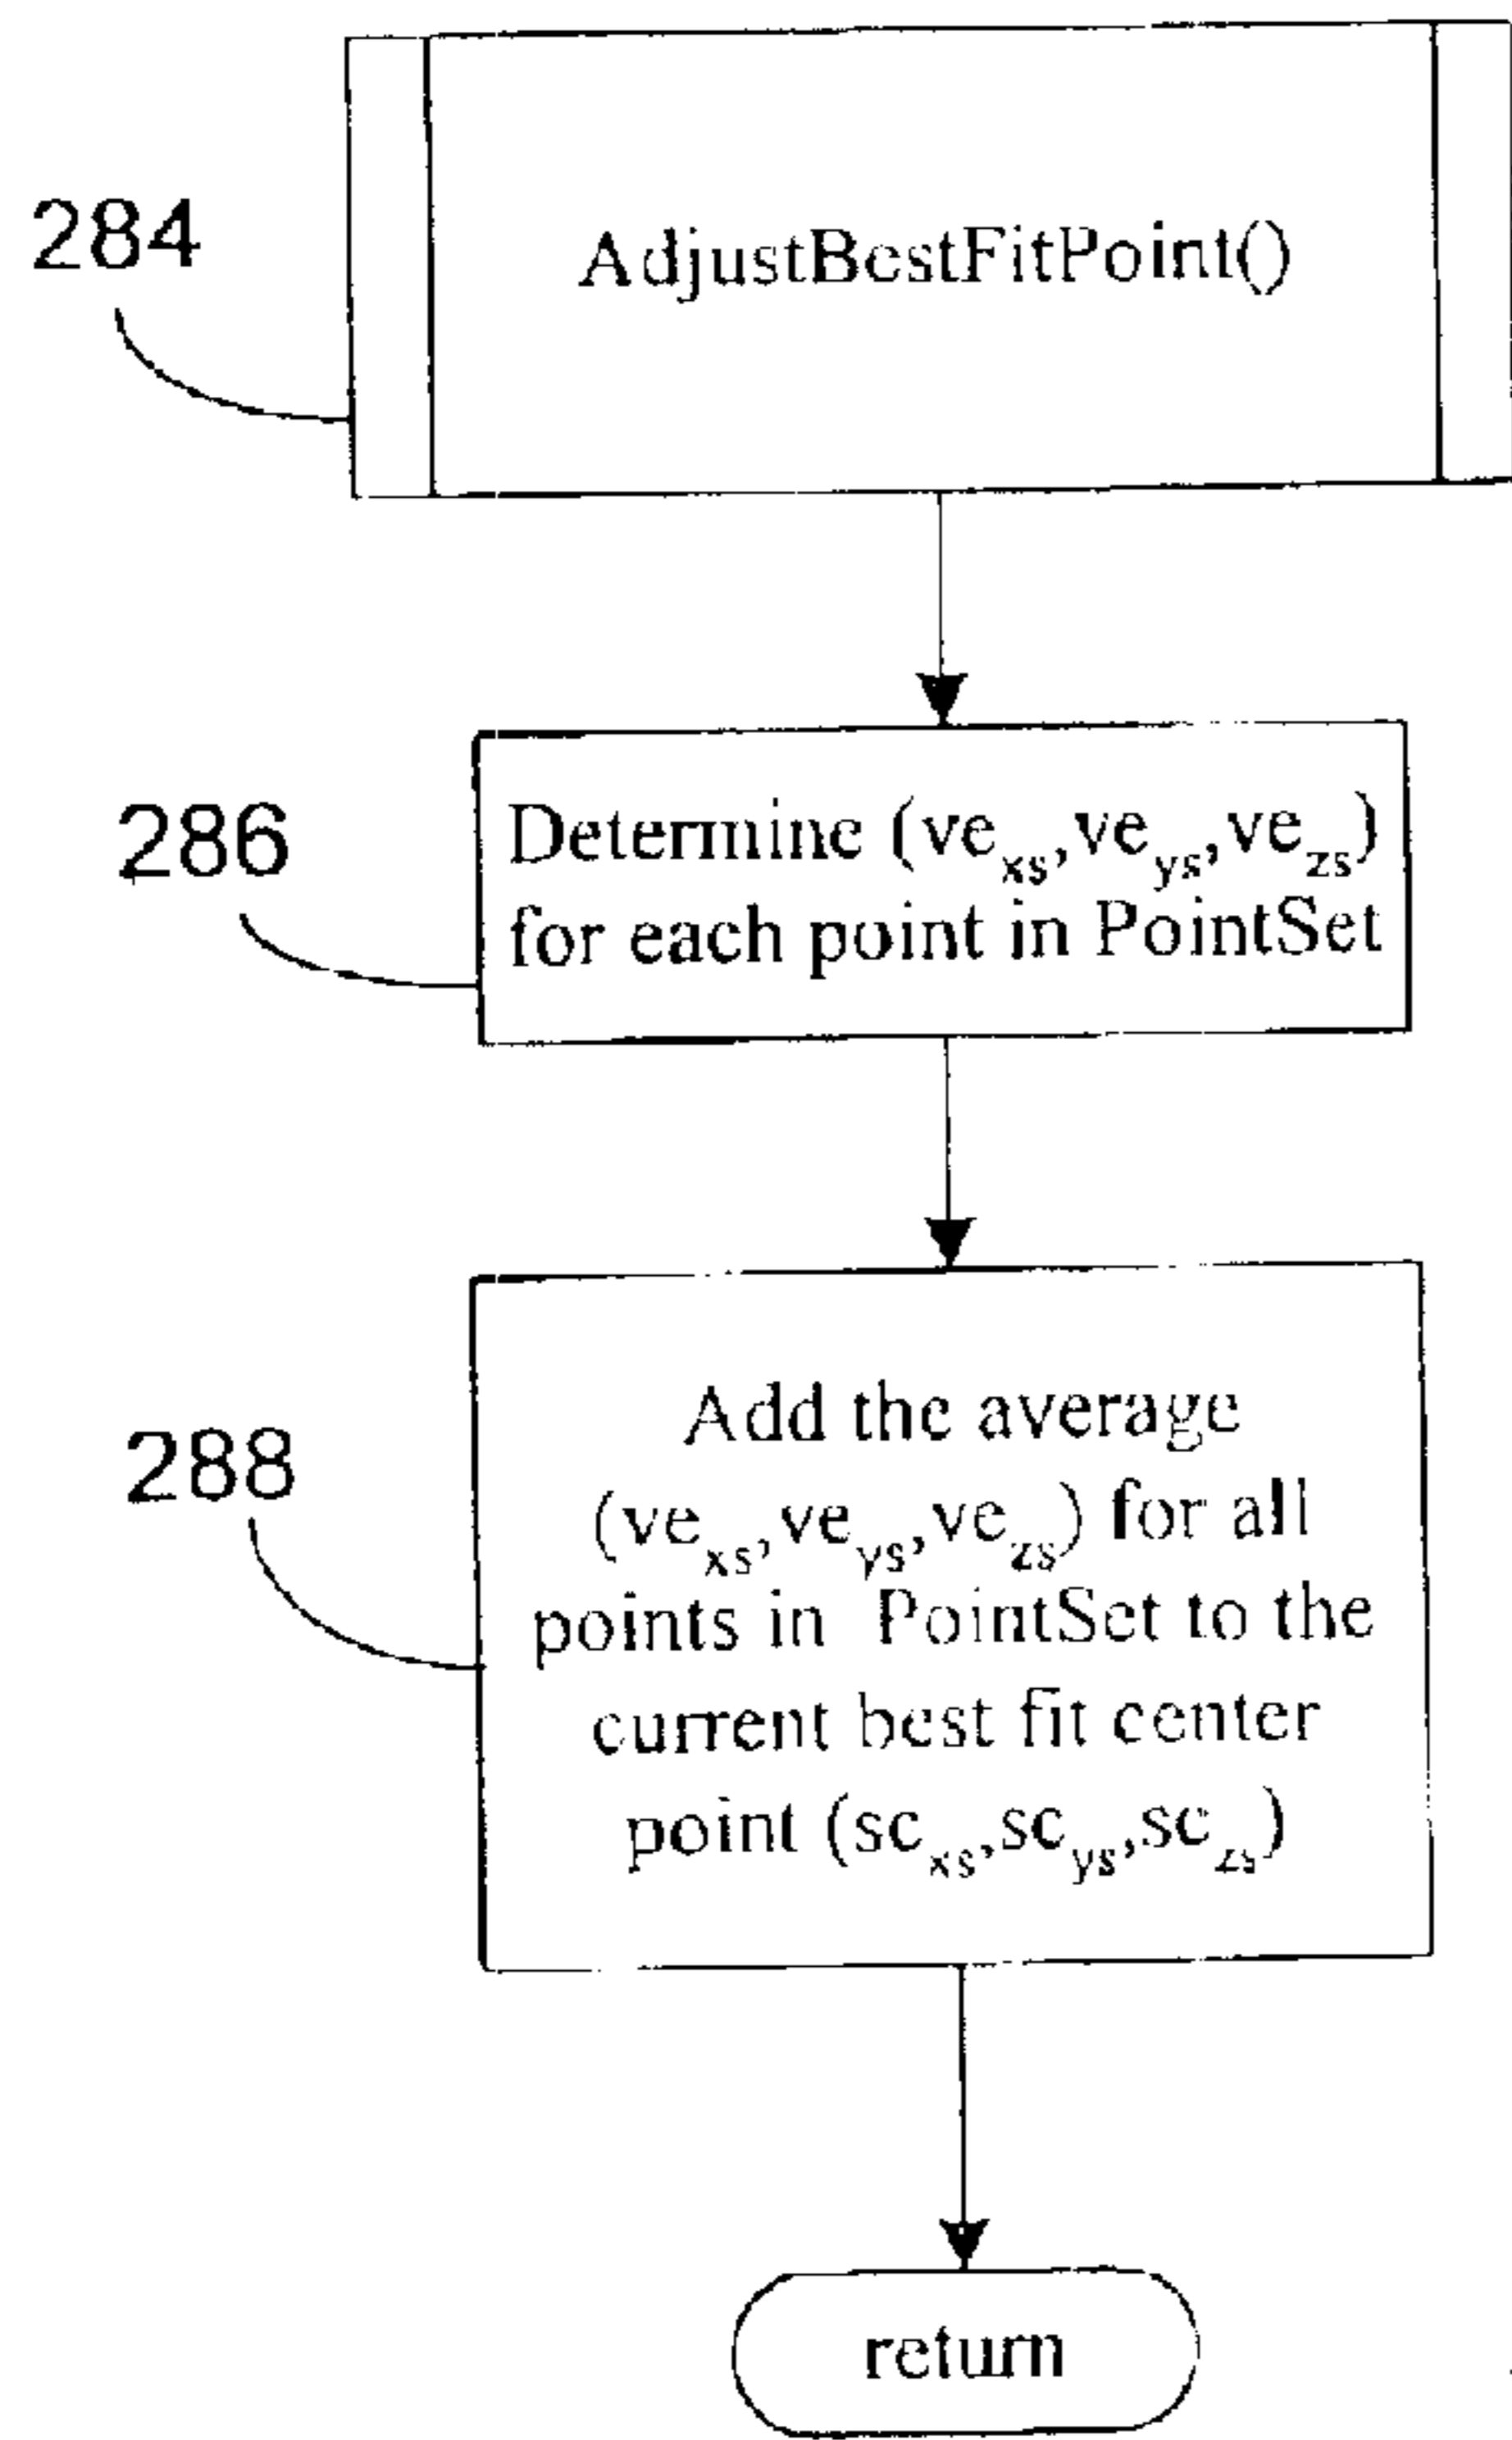 284
AdjustBestFitPoint()
286
Determine (ve_xs,ve_ys,ve_zs)
for each point in PointSet
288
Add the average
(ve_xs,ve_ys,ve_zs) for all
points in PointSet to the
current best fit center
point (sc_xs,sc_ys,sc_zs)
return